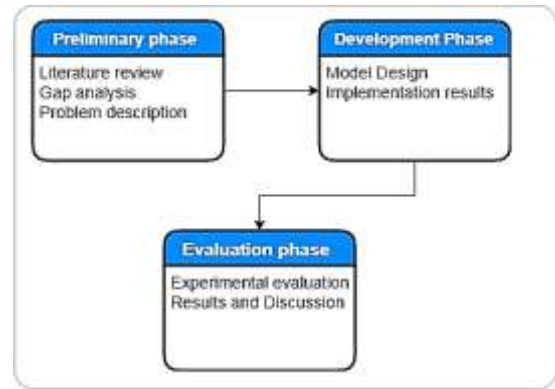 Preliminary phase
Literature review
Gap analysis
Problem description
Development Phase
Model Design
Implementation results
Evaluation phase
Experimental evaluation
Results and Discussion